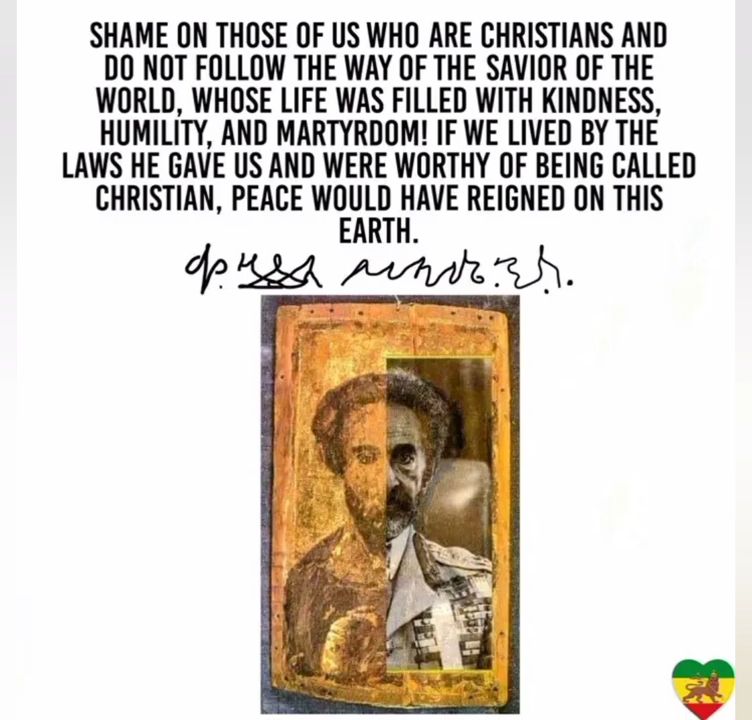 SHAME ON THOSE OF US WHO ARE CHRISTIANS AND
DO NOT FOLLOW THE WAY OF THE SAVIOR OF THE
WORLD, WHOSE LIFE WAS FILLED WITH KINDNESS,
HUMILITY, AND MARTYRDOM! IF WE LIVED BY THE
LAWS HE GAVE US AND WERE WORTHY OF BEING CALLED
CHRISTIAN, PEACE WOULD HAVE REIGNED ON THIS
EARTH.